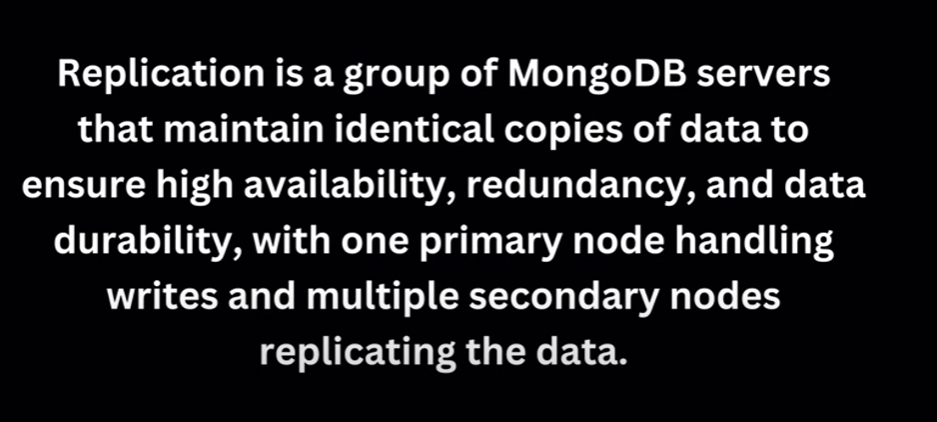 Replication is a group of MongoDB servers
that maintain identical copies of data to
ensure high availability, redundancy, and data
durability, with one primary node handling
writes and multiple secondary nodes
replicating the data.